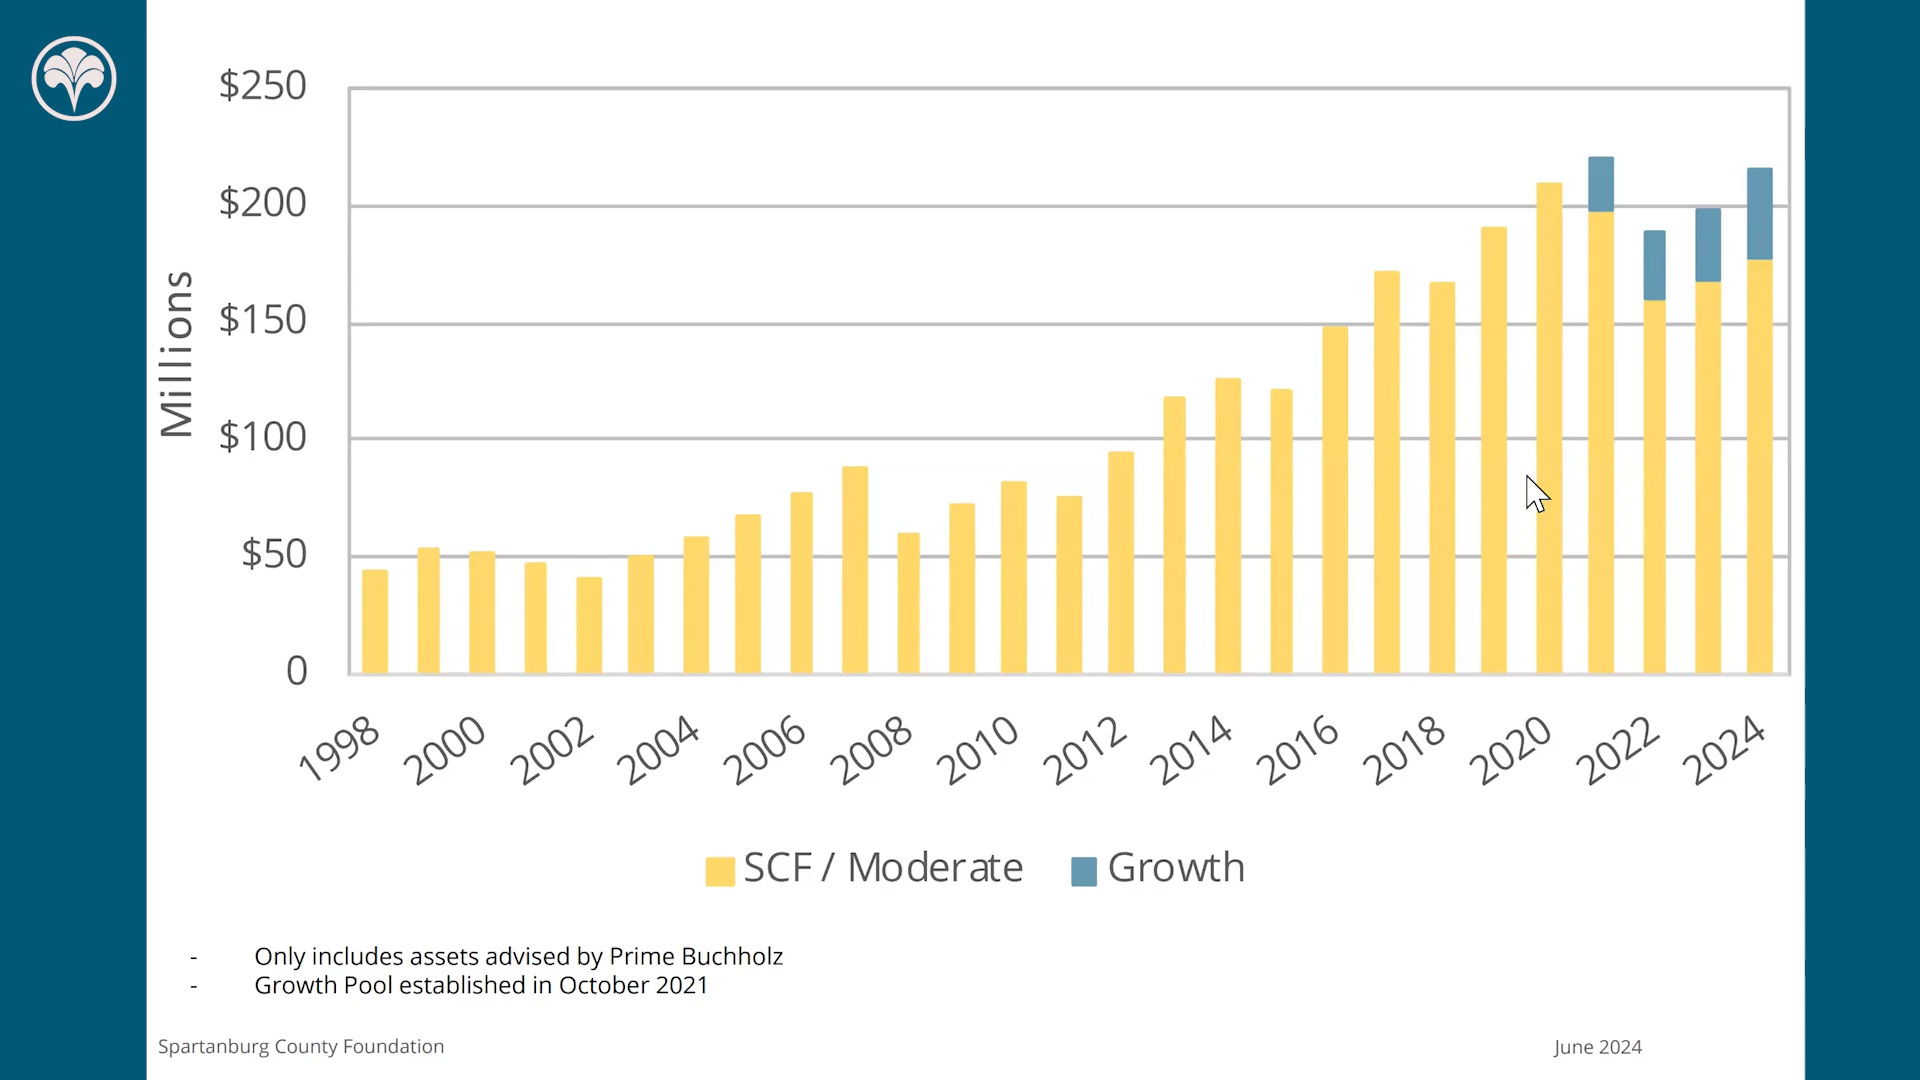 $250
$200
$150
$100
$50
0
Millions
1998
2000
2002
2004
2006
2008
2010
2012
2014
2016
2018
2020
2022
2024
SCF / Moderate
Growth
- Only includes assets advised by Prime Buchholz
- Growth Pool established in October 2021
Spartanburg County Foundation
June 2024